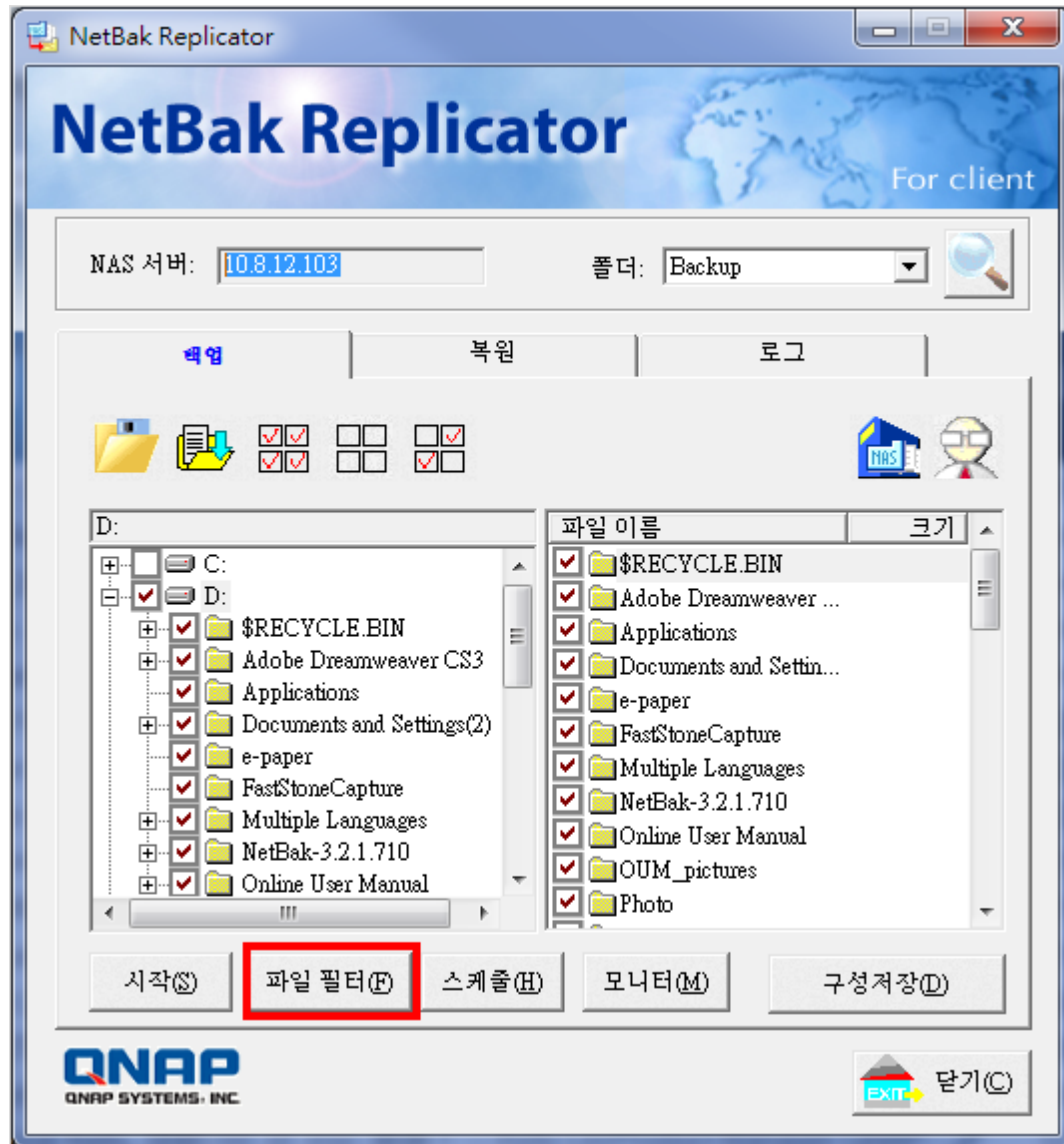 NetBak Replicator
NetBak Replicator
For client
NAS 서버: 10.8.12.103 폴더: Backup
백업 복원 로그
NAS
D:
C:
D:
$RECYCLE.BIN
Adobe Dreamweaver CS3
Applications
Documents and Settings(2)
e-paper
FastStoneCapture
Multiple Languages
NetBak-3.2.1.710
Online User Manual
파일 이름 크기
$RECYCLE.BIN
Adobe Dreamweaver ...
Applications
Documents and Settin...
e-paper
FastStoneCapture
Multiple Languages
NetBak-3.2.1.710
Online User Manual
OUM_pictures
Photo
시작(S) 파일 필터(F) 스케줄(H) 모니터(M) 구성저장(D)
QNAP
QNAP SYSTEMS, INC.
EXIT 닫기(C)